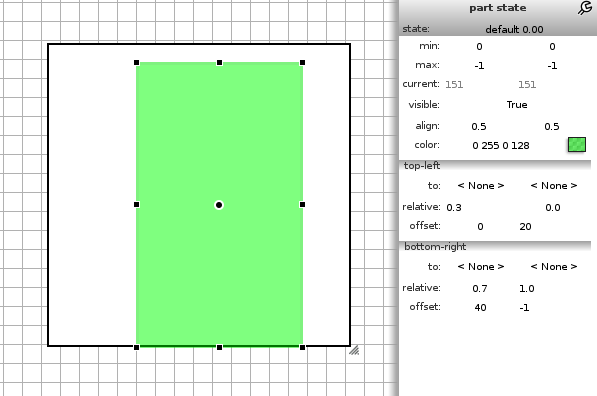 part state
state: default 0.00
min: 0 0
max: -1 -1
current: 151 151
visible: True
align: 0.5 0.5
color: 0 255 0 128
top-left
to: < None > < None >
relative: 0.3 0.0
offset: 0 20
bottom-right
to: < None > < None >
relative: 0.7 1.0
offset: 40 -1